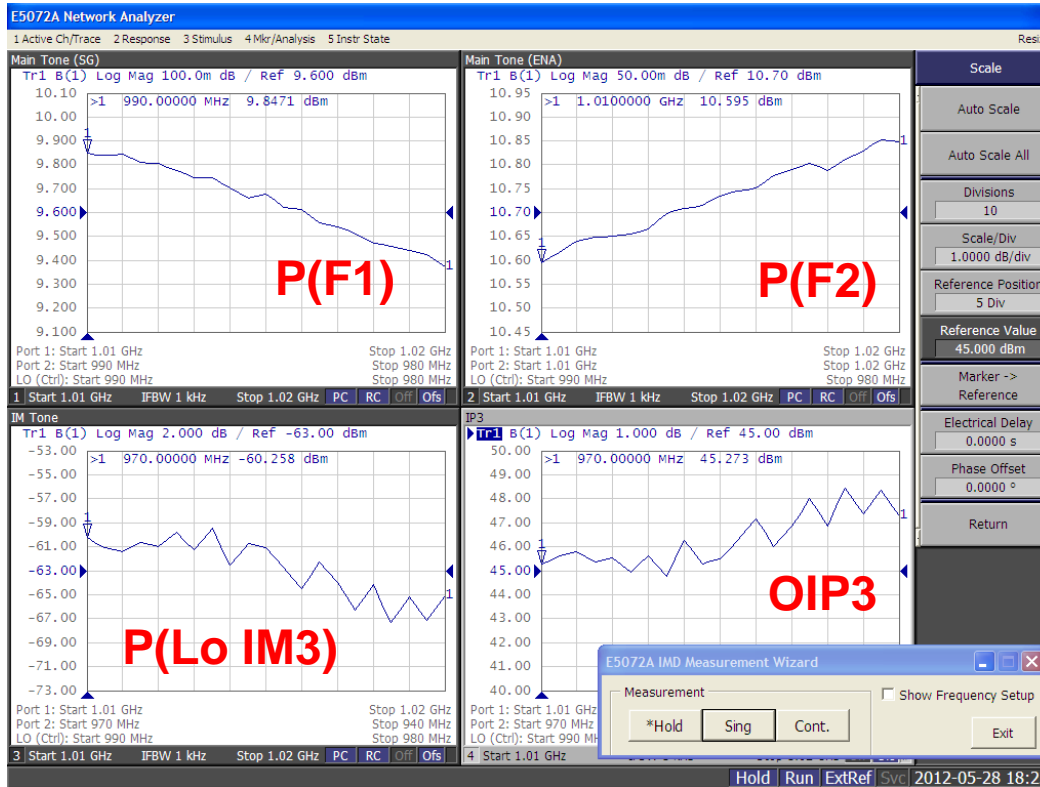 E5072A Network Analyzer
1 Active Ch/Trace 2 Response 3 Stimulus 4 Mkr/Analysis 5 Instr State
Main Tone (SG)
Tr1 B(1) Log Mag 100.0m dB / Ref 9.600 dBm
>1 990.00000 MHz 9.8471 dBm
10.10
10.00
9.900
9.800
9.700
9.600
9.500
9.400
9.300
9.200
9.100
1
1
P(F1)
Port 1: Start 1.01 GHz Stop 1.02 GHz
Port 2: Start 990 MHz Stop 980 MHz
LO (Ctrl): Start 990 MHz Stop 980 MHz
1 Start 1.01 GHz IFBW 1 kHz Stop 1.02 GHz PC RC Off Ofs
Main Tone (ENA)
Tr1 B(1) Log Mag 50.00m dB / Ref 10.70 dBm
>1 1.0100000 GHz 10.595 dBm
10.95
10.90
10.85
10.80
10.75
10.70
10.65
10.60
10.55
10.50
10.45
1
1
P(F2)
Port 1: Start 1.01 GHz Stop 1.02 GHz
Port 2: Start 1.01 GHz Stop 1.02 GHz
LO (Ctrl): Start 990 MHz Stop 980 MHz
2 Start 1.01 GHz IFBW 1 kHz Stop 1.02 GHz PC RC Off Ofs
IM Tone
Tr1 B(1) Log Mag 2.000 dB / Ref -63.00 dBm
>1 970.00000 MHz -60.258 dBm
-53.00
-55.00
-57.00
-59.00
-61.00
-63.00
-65.00
-67.00
-69.00
-71.00
-73.00
1
1
P(Lo IM3)
Port 1: Start 1.01 GHz Stop 1.02 GHz
Port 2: Start 970 MHz Stop 940 MHz
LO (Ctrl): Start 990 MHz Stop 980 MHz
3 Start 1.01 GHz IFBW 1 kHz Stop 1.02 GHz PC RC Off Ofs
IP3
Tr1 B(1) Log Mag 1.000 dB / Ref 45.00 dBm
>1 970.00000 MHz 45.273 dBm
50.00
49.00
48.00
47.00
46.00
45.00
44.00
43.00
42.00
41.00
40.00
1
1
OIP3
Port 1: Start 1.01 GHz
Port 2: Start 970 MHz
LO (Ctrl): Start 990
4 Start 1.01 GHz
E5072A IMD Measurement Wizard
Measurement
*Hold Sing Cont.
Show Frequency Setup
Exit
Scale
Auto Scale
Auto Scale All
Divisions
10
Scale/Div
1.0000 dB/div
Reference Position
5 Div
Reference Value
45.000 dBm
Marker ->
Reference
Electrical Delay
0.0000 s
Phase Offset
0.0000 °
Return
Hold Run ExtRef Svc 2012-05-28 18:2